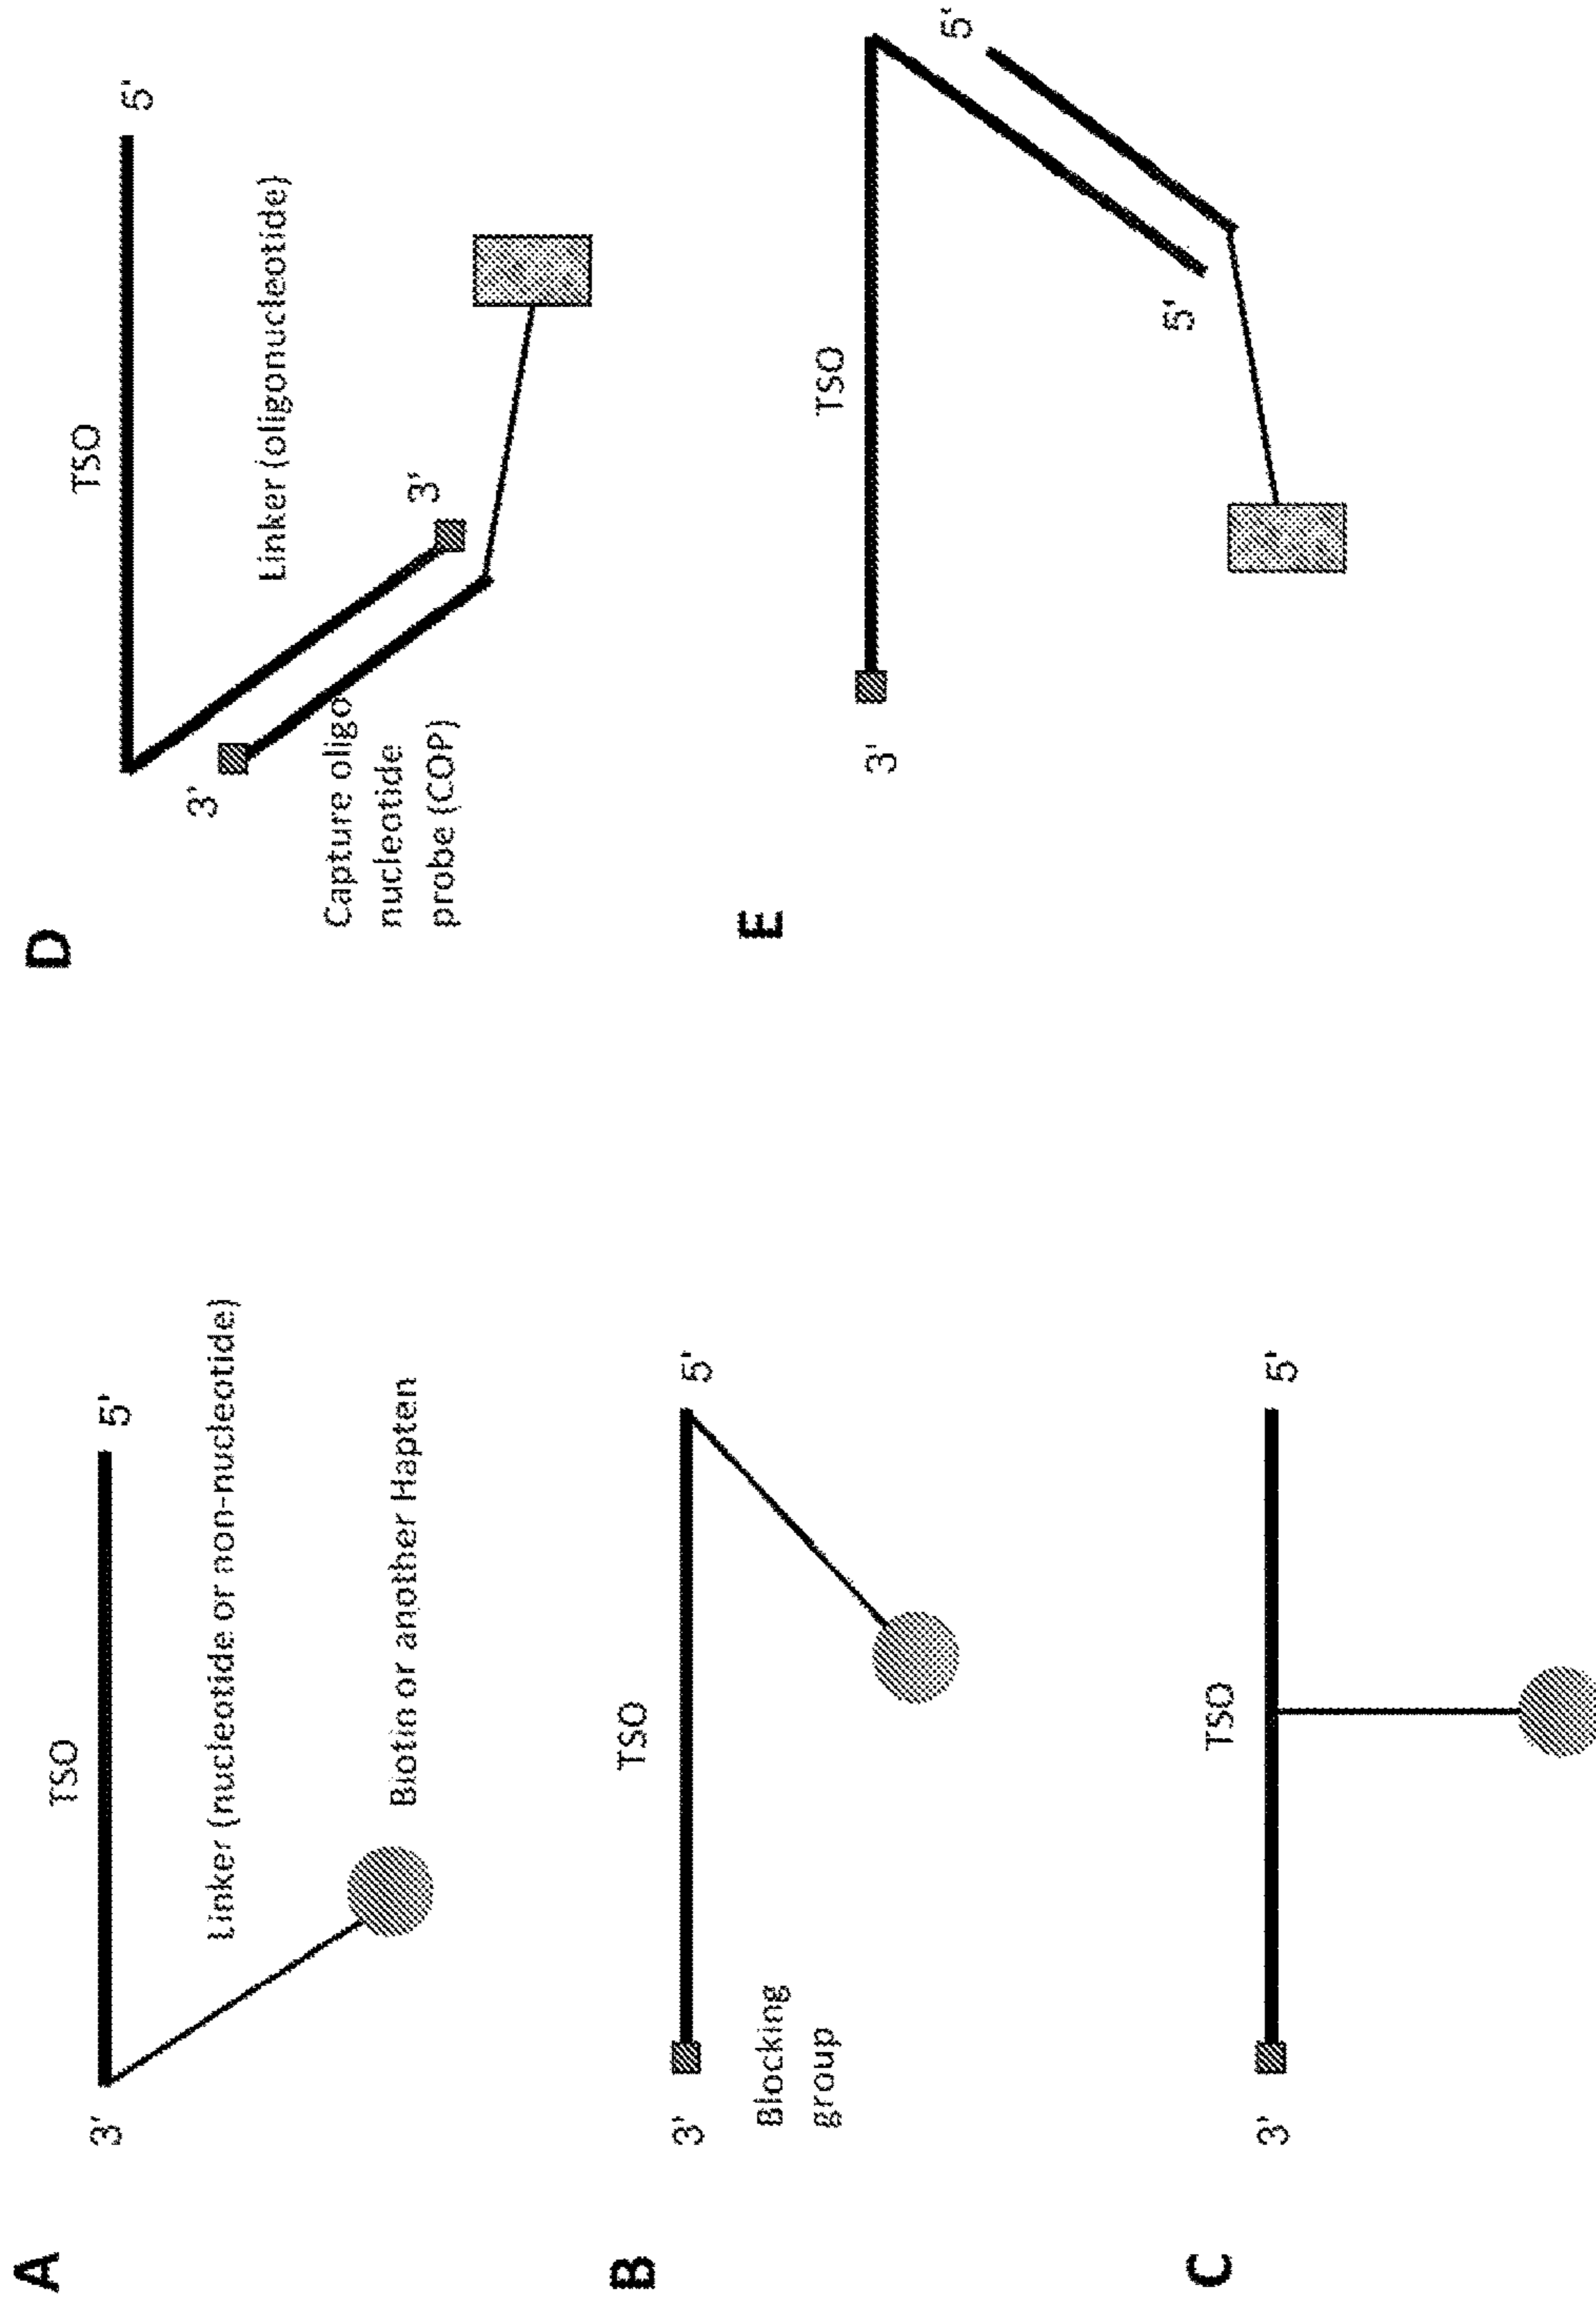 A
TSO
3'
5'
Linker (nucleotide or non-nucleotide)
Biotin or another Hapten
B
TSO
3'
5'
Blocking
group
C
TSO
3'
5'
D
TSO
5'
Linker (oligonucleotide)
3'
3'
Capture oligo
nucleotide
probe (COP)
E
TSO
5'
3'
5'